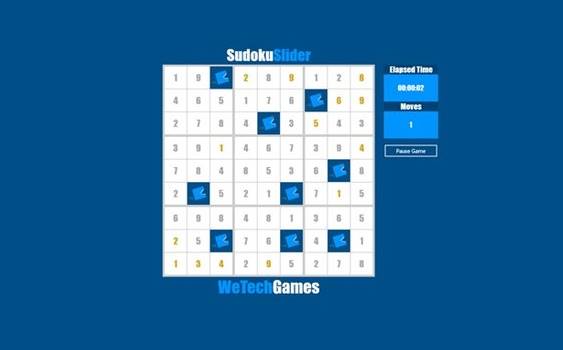 SudokuSlider
Elapsed Time
00:00:02
Moves
1
Pause Game
1 9 2 8 9 1 2 6
4 6 5 1 7 6 6 9
2 7 8 4 3 5 4 3
3 9 1 4 6 7 3 9 4
7 8 4 8 5 3 6 8
2 5 2 1 7 1 5
6 9 8 4 8 1 3 6 5
2 5 7 6 4 1
1 3 4 2 9 5 2 7 8
WeTechGames